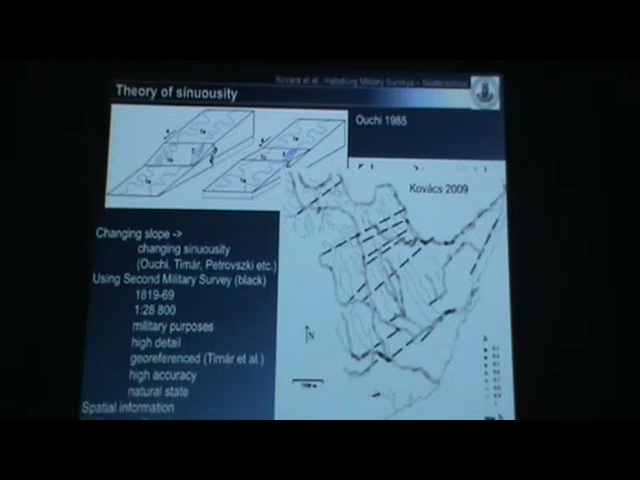 Kovács et al.: Habsburg Military Surveys –
Theory of sinuousity
Ouchi 1985
Kovács 2009
Changing slope ->
changing sinuousity
(Ouchi, Timár, Petrovszki etc.)
Using Second Military Survey (black)
1819-69
1:28 800
military purposes
high detail
georeferenced (Timár et al.)
high accuracy
natural state
Spatial information
N